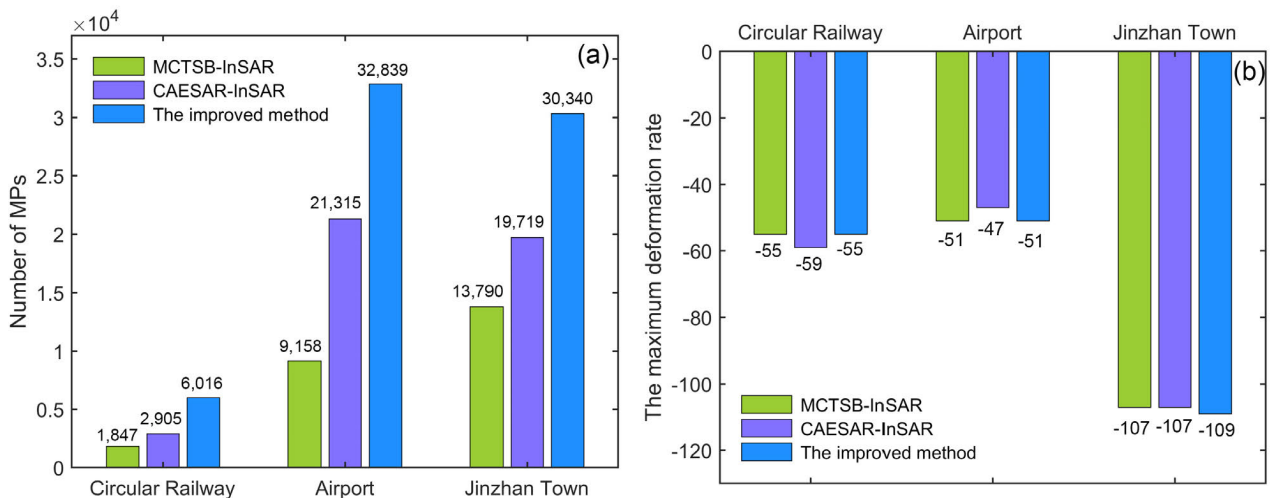 ×10⁴
(a)
3.5
3
2.5
2
1.5
1
0.5
0
Number of MPs
MCTSB-InSAR
CAESAR-InSAR
The improved method
1,847
2,905
6,016
9,158
21,315
32,839
13,790
19,719
30,340
Circular Railway
Airport
Jinzhan Town
Circular Railway
Airport
Jinzhan Town
(b)
0
-20
-40
-60
-80
-100
-120
The maximum deformation rate
-55
-59
-55
-51
-47
-51
-107
-107
-109
MCTSB-InSAR
CAESAR-InSAR
The improved method